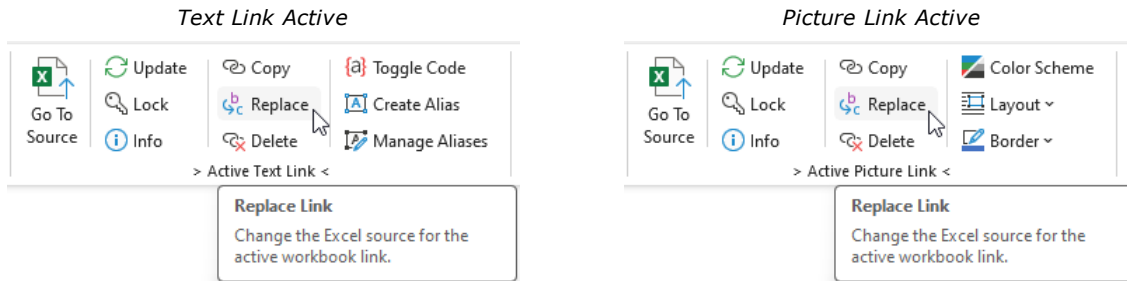 Text Link Active
Go To
Source
Update
Lock
Info
Copy
Replace
Delete
{a} Toggle Code
Create Alias
Manage Aliases
> Active Text Link <
Replace Link
Change the Excel source for the
active workbook link.
Picture Link Active
Go To
Source
Update
Lock
Info
Copy
Replace
Delete
Color Scheme
Layout
Border
> Active Picture Link <
Replace Link
Change the Excel source for the
active workbook link.